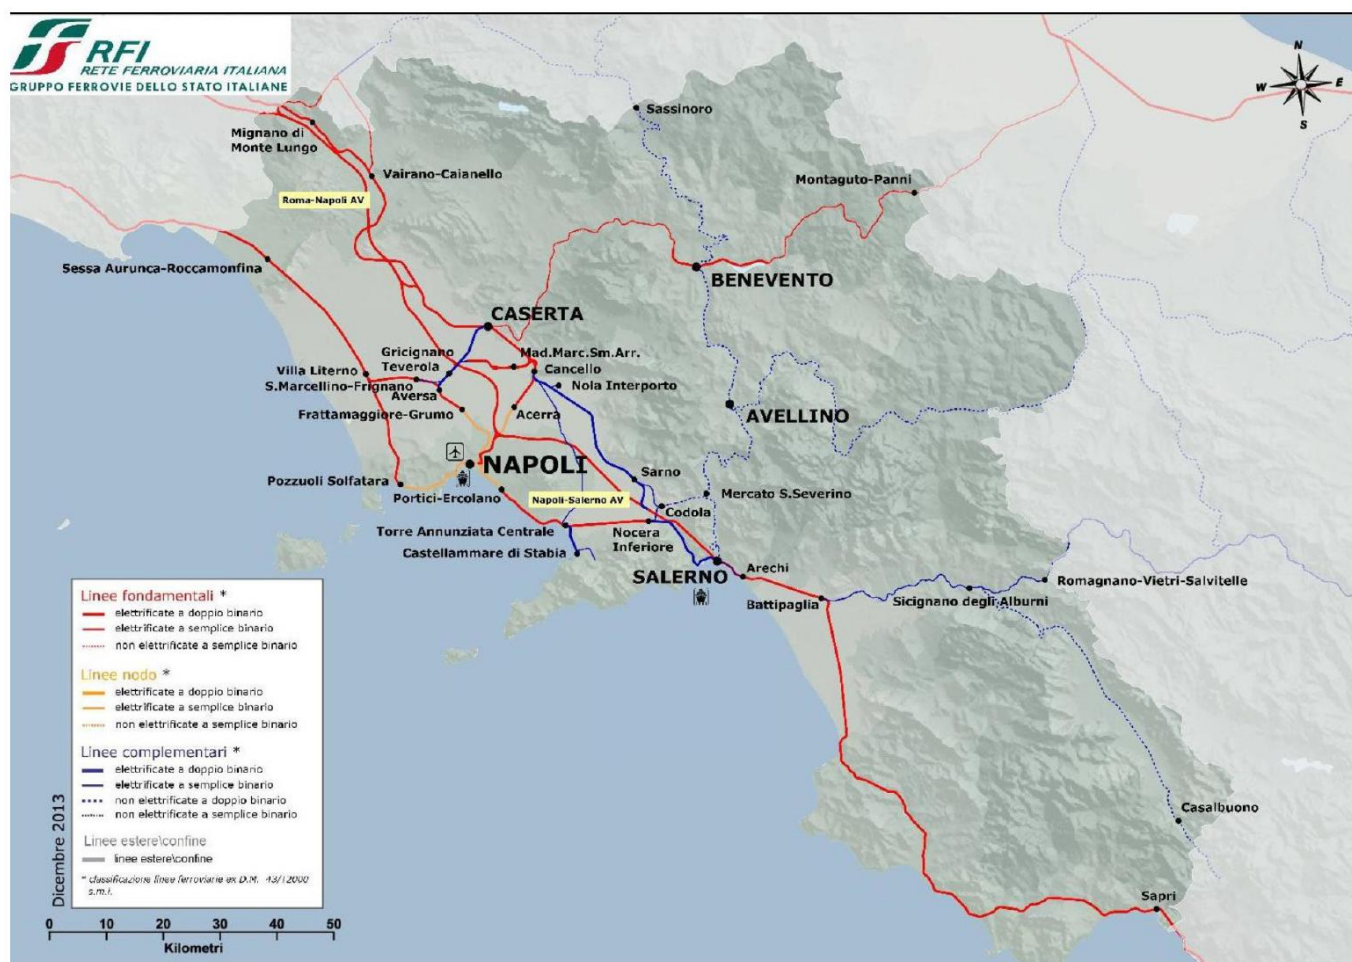 RFI
RETE FERROVIARIA ITALIANA
GRUPPO FERROVIE DELLO STATO ITALIANE
N
W E
S
Sassinoro
Mignano di
Monte Lungo
Vairano-Caianello
Montaguto-Panni
Roma-Napoli AV
Sessa Aurunca-Roccamonfina
BENEVENTO
CASERTA
Gricignano
Teverola
Mad.Marc.Sm.Arr.
Villa Literno
Cancello
S.Marcellino-Frignano
Nola Interporto
Aversa
Frattamaggiore-Grumo
Acerra
AVELLINO
NAPOLI
Sarno
Pozzuoli Solfatara
Portici-Ercolano
Napoli-Salerno AV
Mercato S.Severino
Codola
Torre Annunziata Centrale
Nocera
Inferiore
Castellammare di Stabia
SALERNO
Arechi
Romagnano-Vietri-Salvitelle
Battipaglia
Sicignano degli Alburni
Casalbuono
Sapri
Linee fondamentali *
elettrificate a doppio binario
elettrificate a semplice binario
non elettrificate a semplice binario
Linee nodo *
elettrificate a doppio binario
elettrificate a semplice binario
non elettrificate a semplice binario
Linee complementari *
elettrificate a doppio binario
elettrificate a semplice binario
non elettrificate a doppio binario
non elettrificate a semplice binario
Linee estere\confine
linee estere\confine
* classificazione linee ferroviarie ex D.M. 43/T2000
s.m.i.
Dicembre 2013
0 10 20 30 40 50
Kilometri